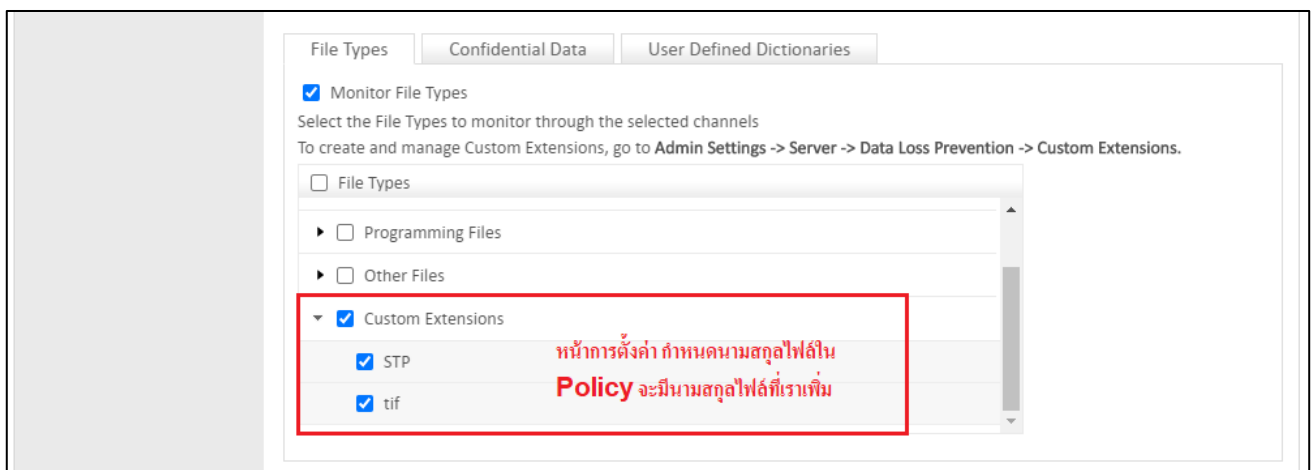 File Types
Confidential Data
User Defined Dictionaries
Monitor File Types
Select the File Types to monitor through the selected channels
To create and manage Custom Extensions, go to Admin Settings -> Server -> Data Loss Prevention -> Custom Extensions.
File Types
Programming Files
Other Files
Custom Extensions
STP
หน้าการตั้งค่า กำหนดนามสกุลไฟล์ใน
Policy จะมีนามสกุลไฟล์ที่เราเพิ่ม
tif